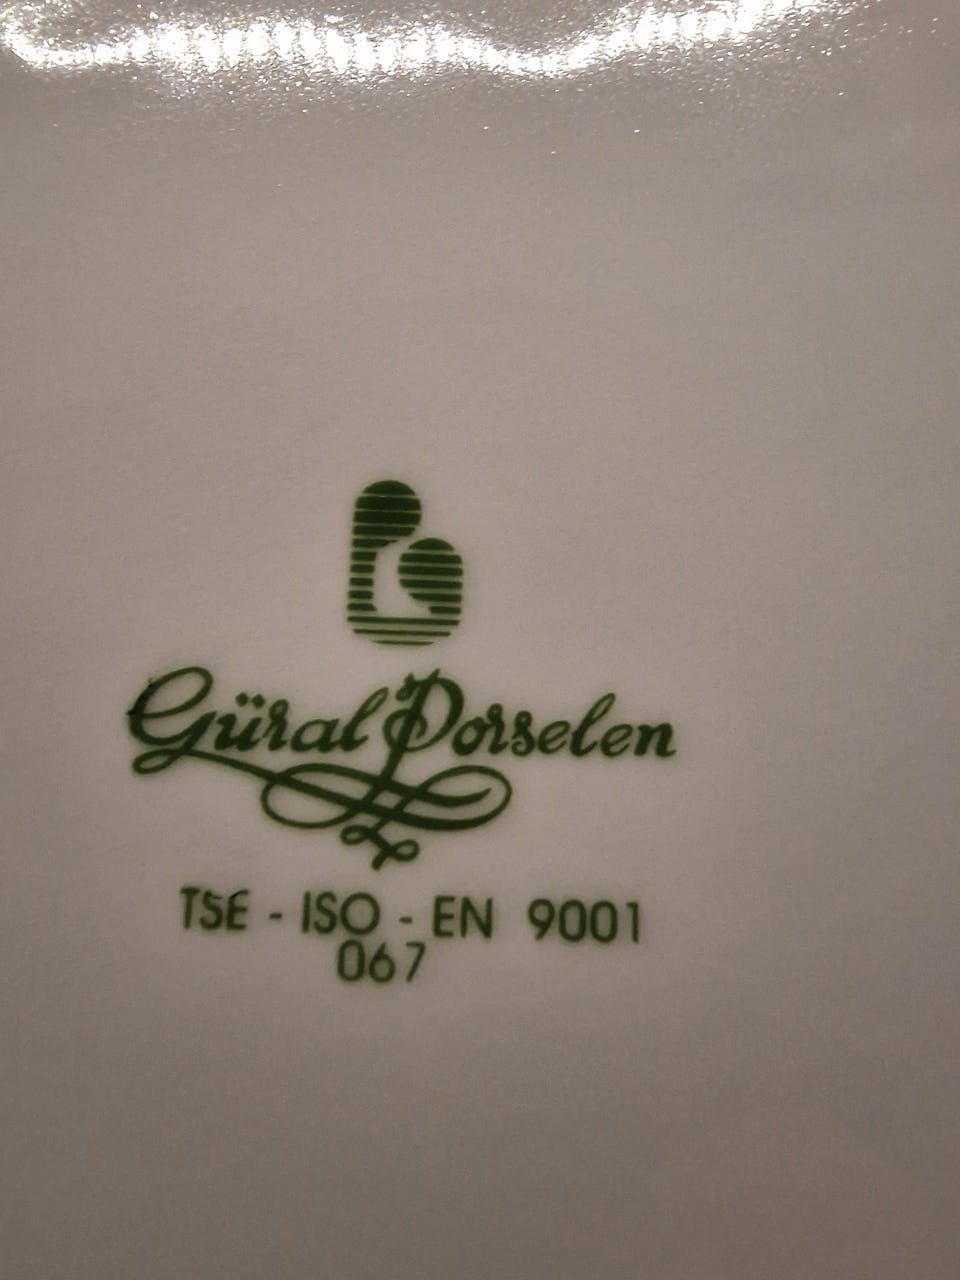 Güral Porselen
TSE - ISO - EN 9001
067